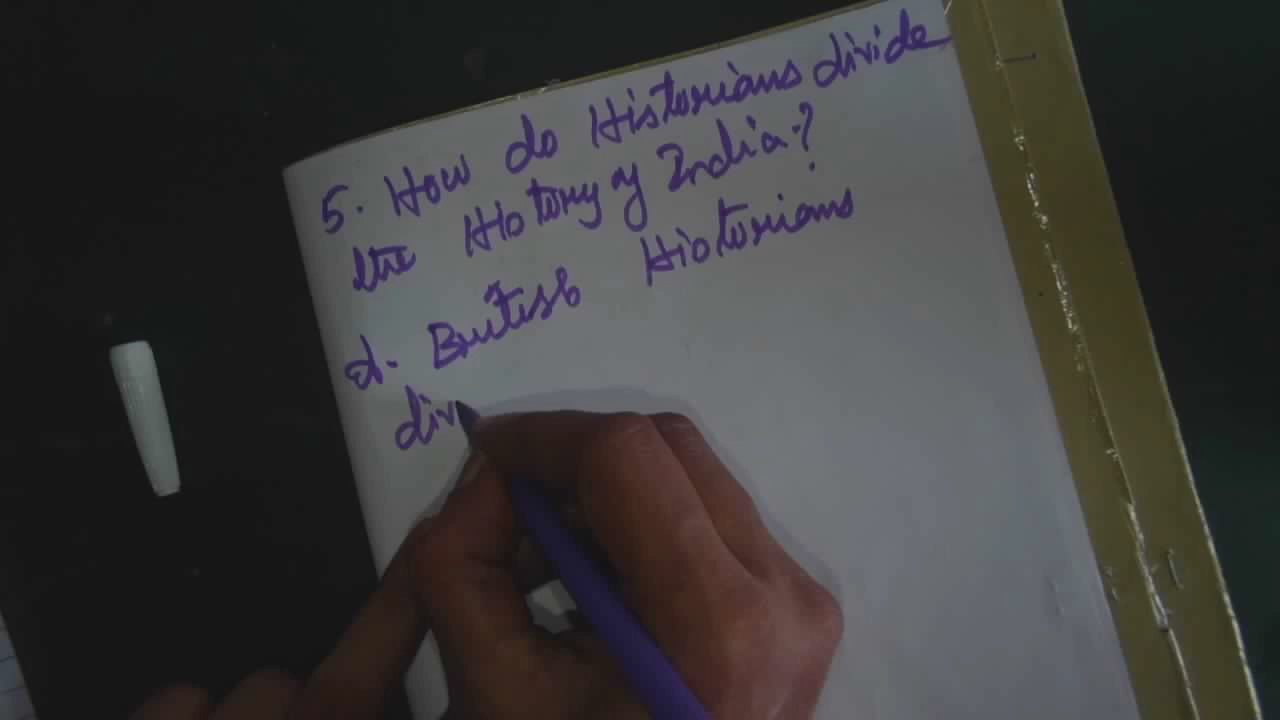 5. How do Historians divide
the History of India?
A. British Historians
div